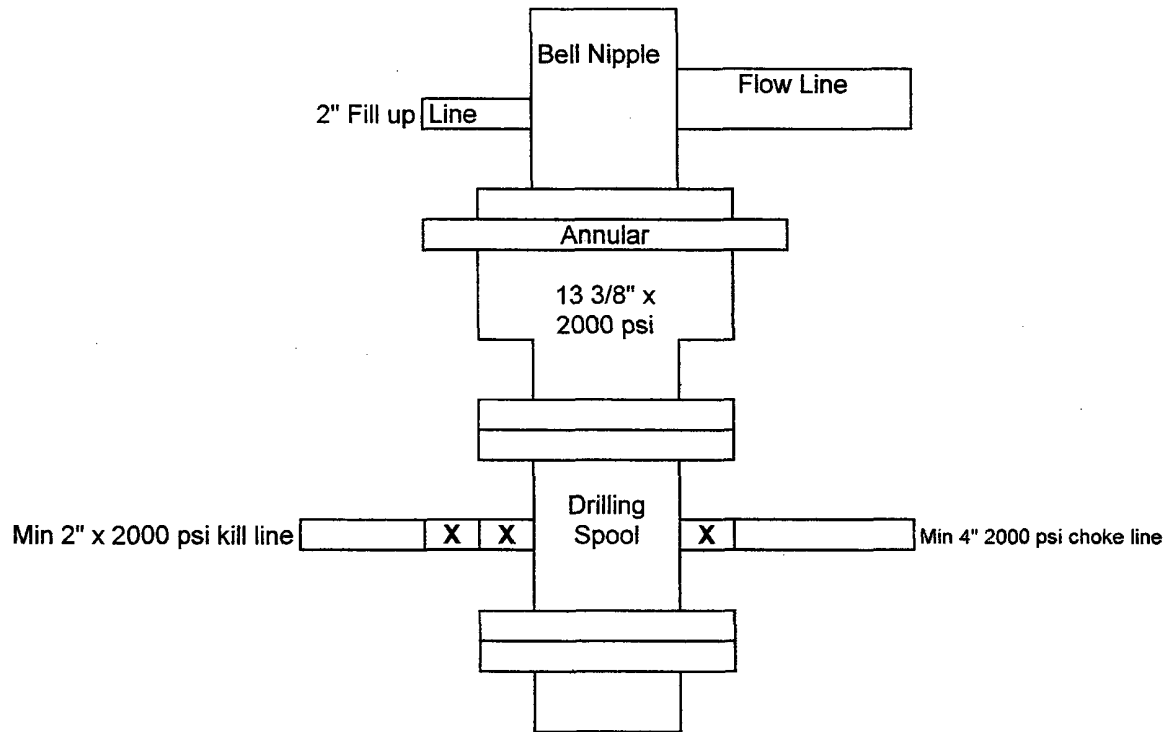 Bell Nipple
Flow Line
2" Fill up Line
Annular
13 3/8" x
2000 psi
Drilling
Spool
Min 2" x 2000 psi kill line
X X
X
Min 4" 2000 psi choke line